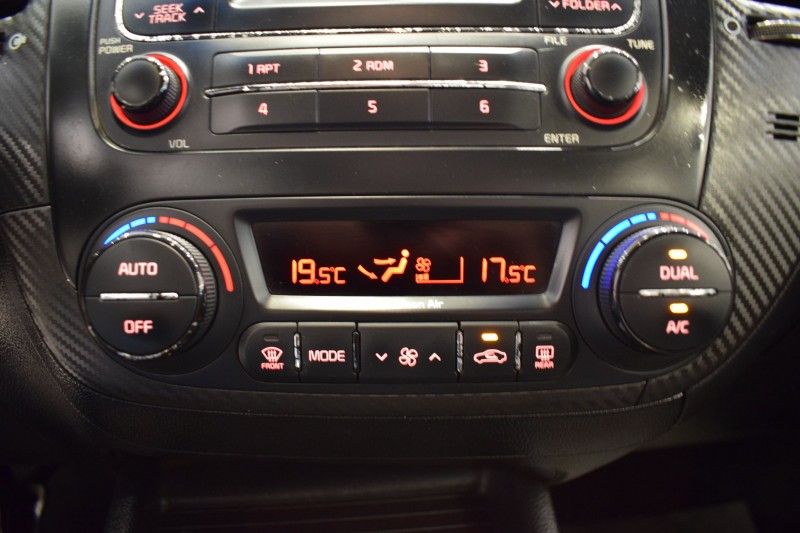 SEEK
TRACK
FOLDER
PUSH
POWER
VOL
1 RPT
2 RDM
3
4
5
6
FILE
TUNE
ENTER
AUTO
OFF
19.5°C
17.5°C
Air
DUAL
A/C
FRONT
MODE
REAR